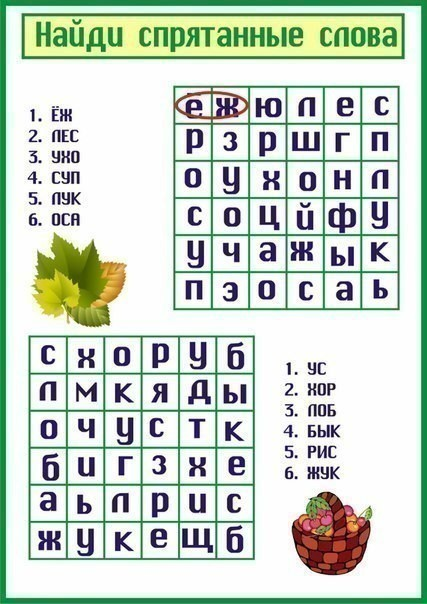 Найди спрятанные слова
1. ЁЖ
2. ЛЕС
3. УХО
4. СУП
5. ЛУК
6. ОСА
ё ж ю л е с
р з р ш г п
о у х о н л
с о ц й ф у
у ч а ж ы к
п э о с а ь
с х о р у б
л м к я д ы
о ч у с т к
б и г з х е
а ь л р и с
ж у к е щ б
1. УС
2. ХОР
3. ЛОБ
4. БЫК
5. РИС
6. ЖУК